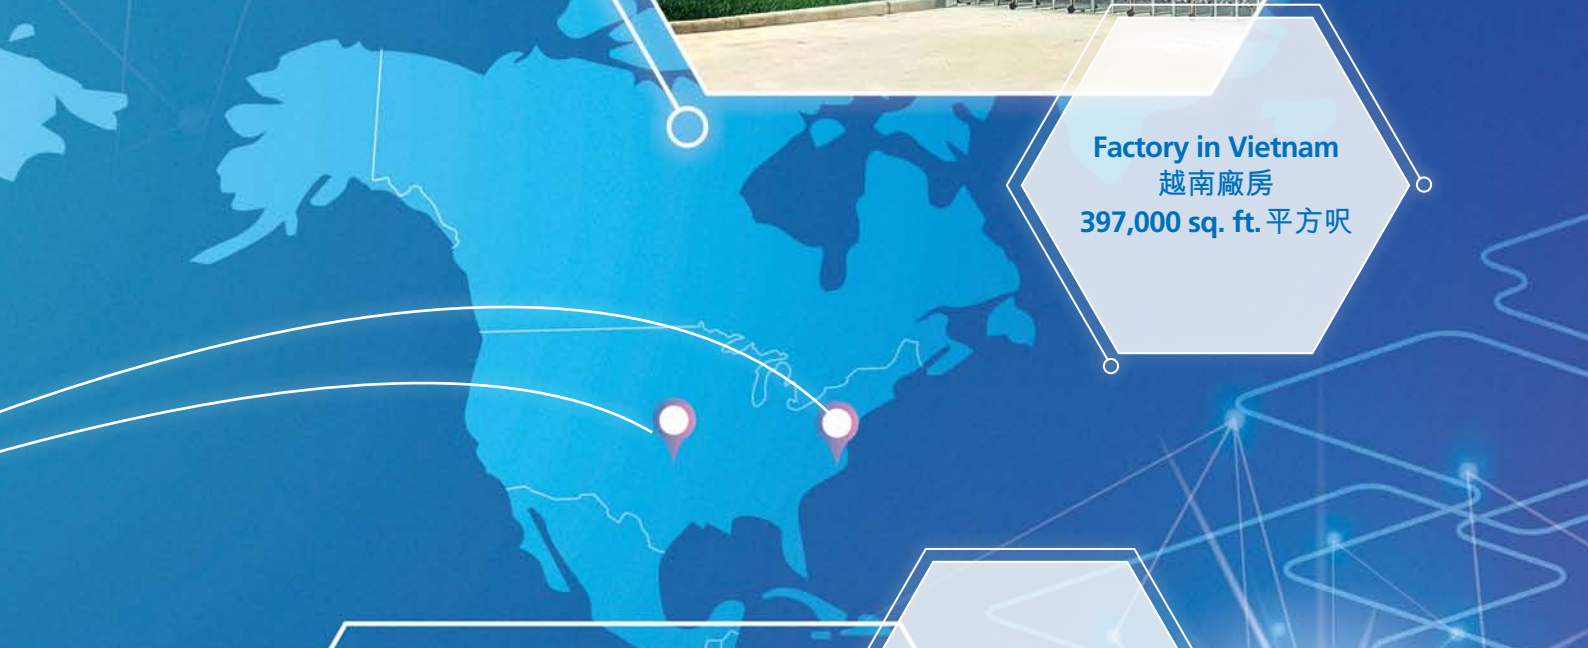 Factory in Vietnam
越南廠房
397,000 sq. ft. 平方呎